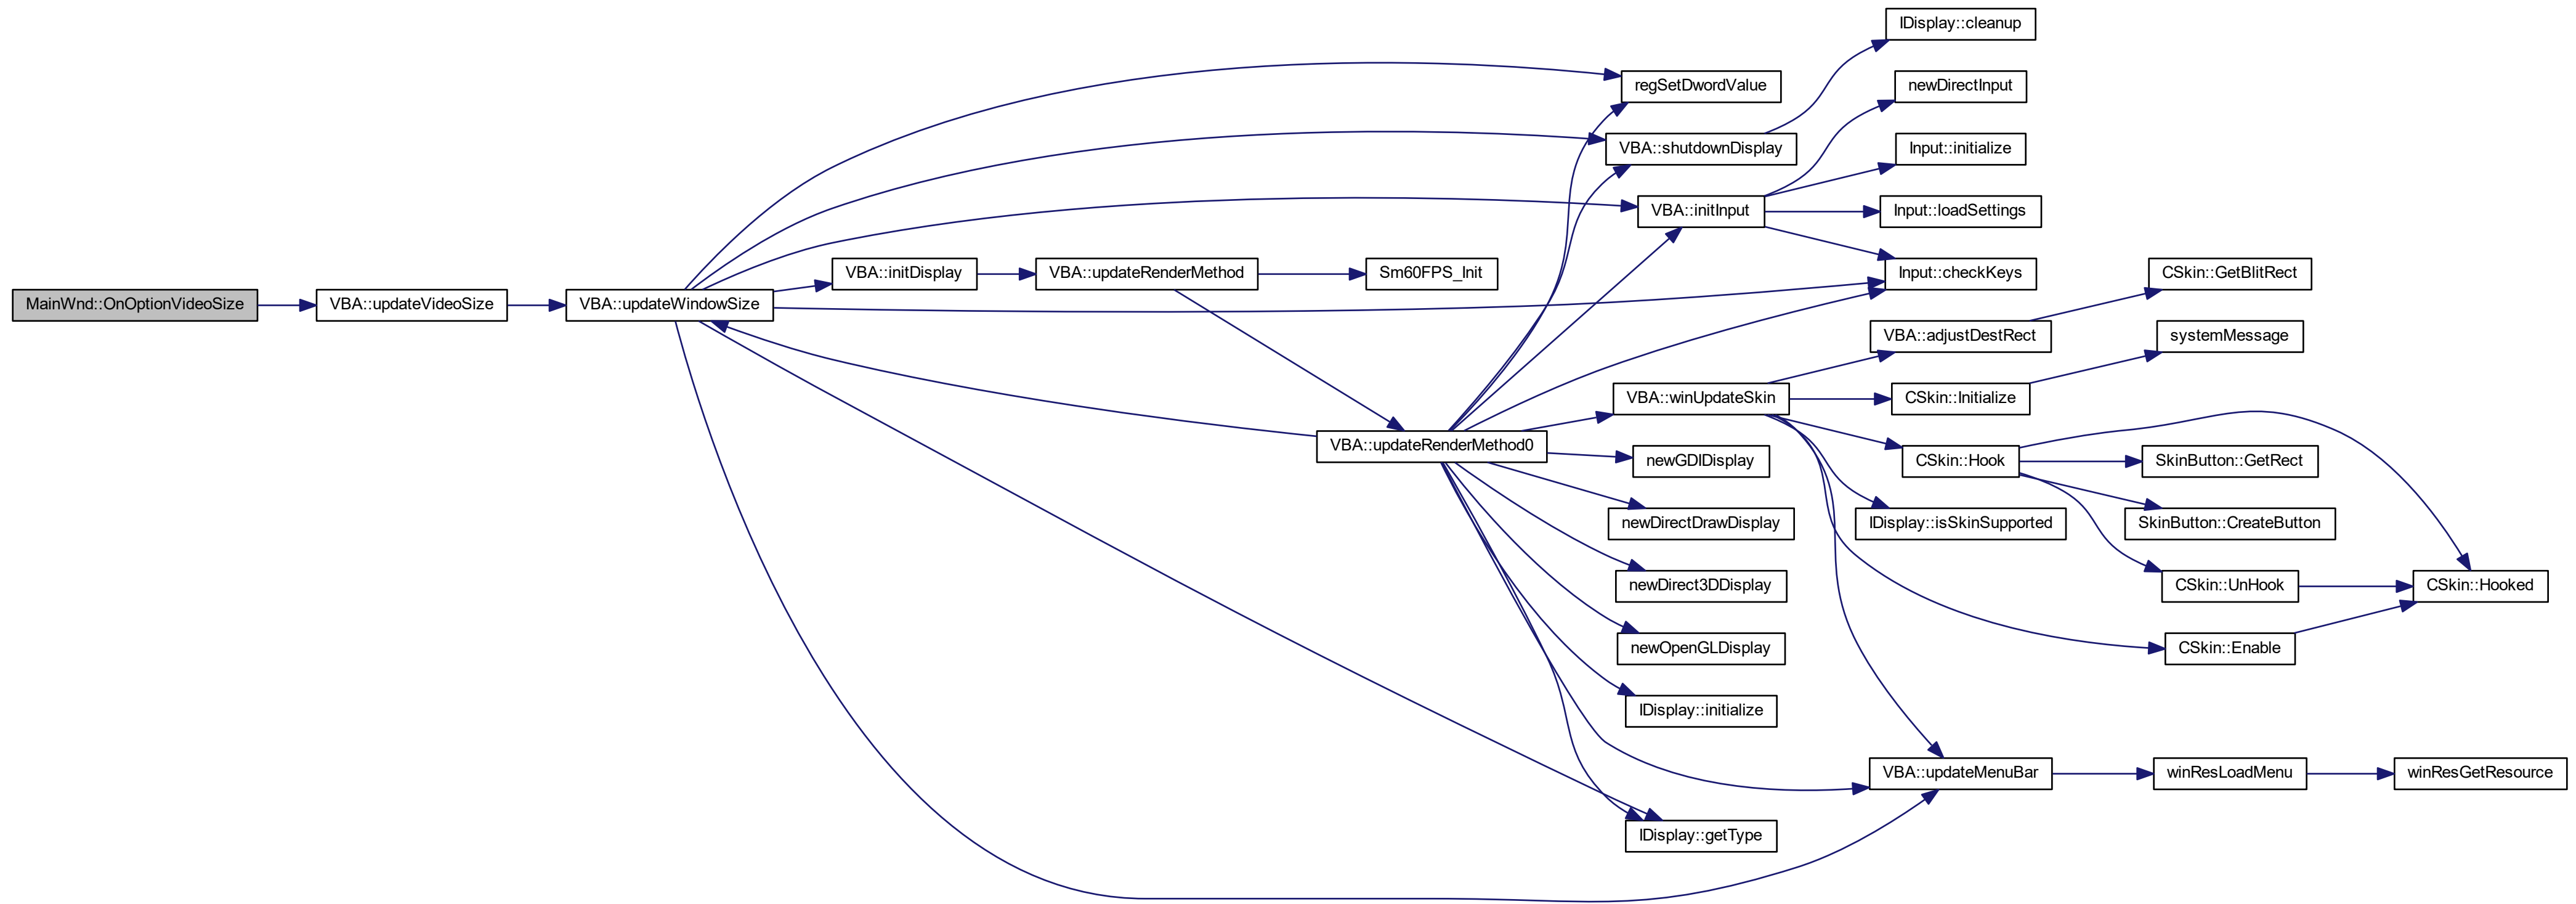 IDisplay::cleanup
regSetDwordValue
newDirectInput
VBA::shutdownDisplay
Input::initialize
VBA::initInput
Input::loadSettings
VBA::initDisplay
VBA::updateRenderMethod
Sm60FPS_Init
Input::checkKeys
CSkin::GetBlitRect
MainWnd::OnOptionVideoSize
VBA::updateVideoSize
VBA::updateWindowSize
VBA::adjustDestRect
systemMessage
VBA::winUpdateSkin
CSkin::Initialize
VBA::updateRenderMethod0
newGDIDisplay
CSkin::Hook
SkinButton::GetRect
newDirectDrawDisplay
IDisplay::isSkinSupported
SkinButton::CreateButton
newDirect3DDisplay
CSkin::UnHook
CSkin::Hooked
newOpenGLDisplay
CSkin::Enable
IDisplay::initialize
VBA::updateMenuBar
winResLoadMenu
winResGetResource
IDisplay::getType